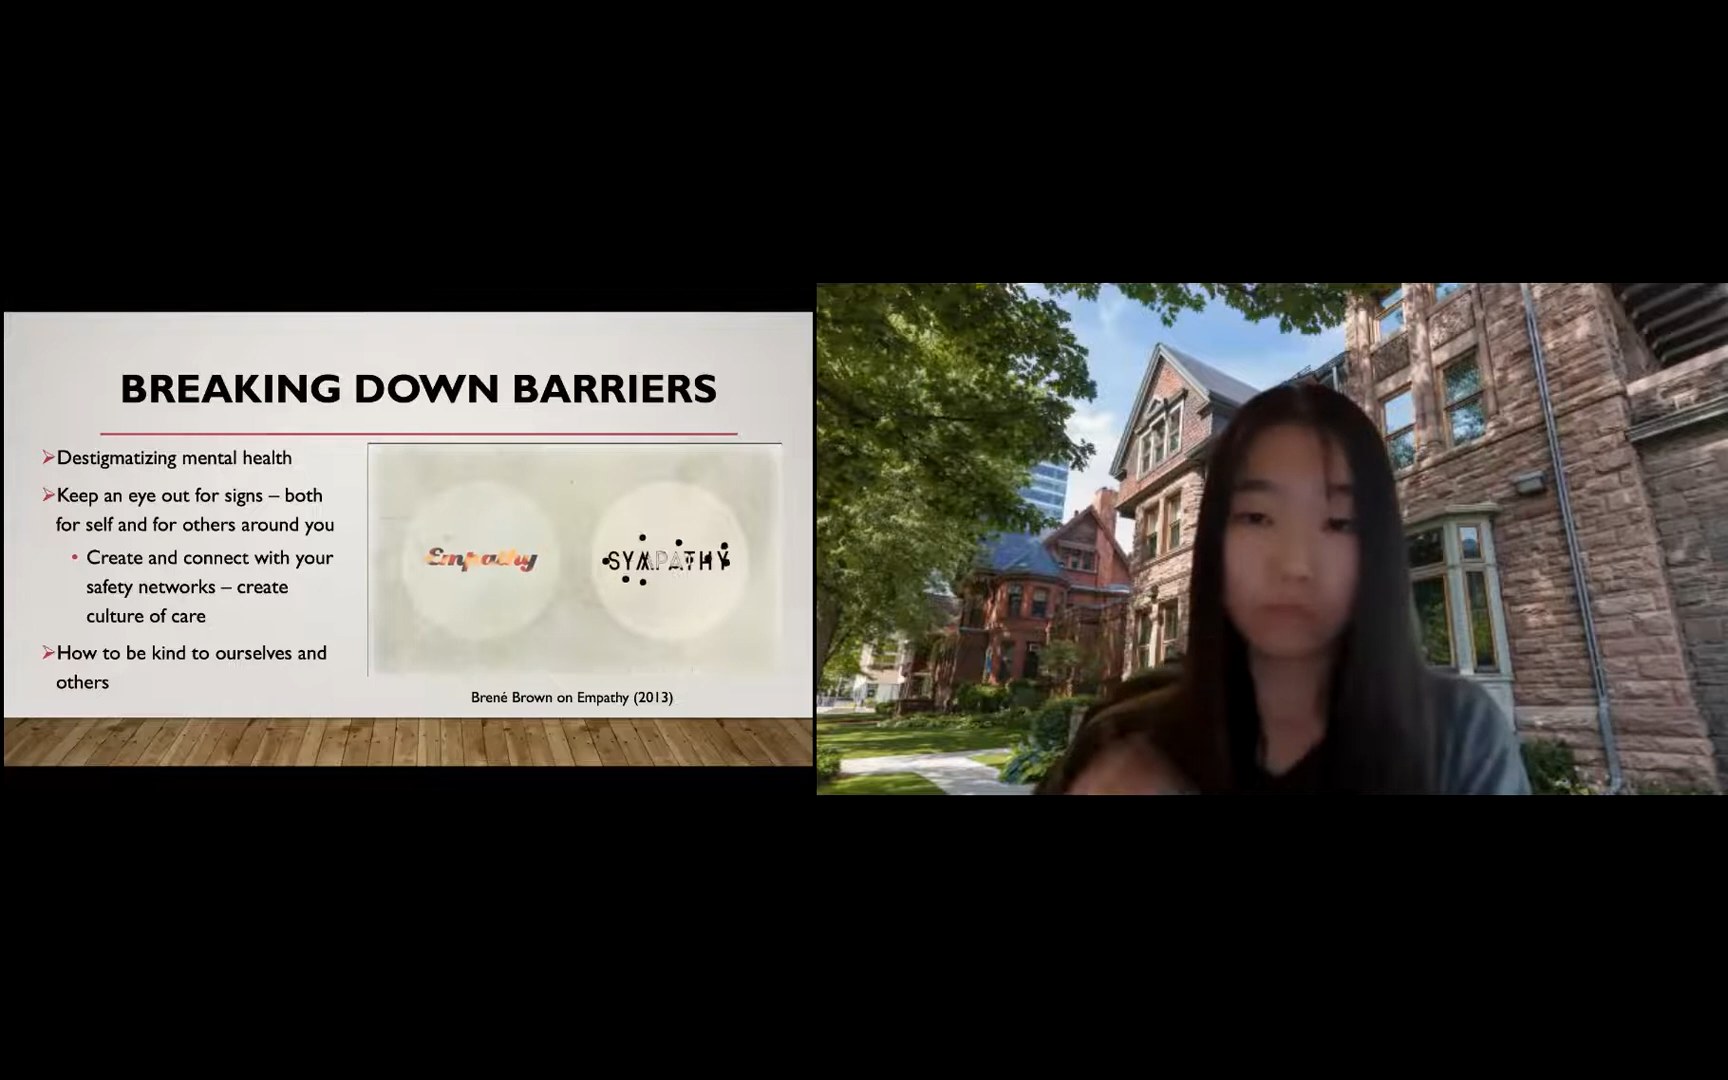 BREAKING DOWN BARRIERS
➢Destigmatizing mental health
➢Keep an eye out for signs – both
for self and for others around you
• Create and connect with your
safety networks – create
culture of care
➢How to be kind to ourselves and
others
Empathy
SYMPATHY
Brené Brown on Empathy (2013)